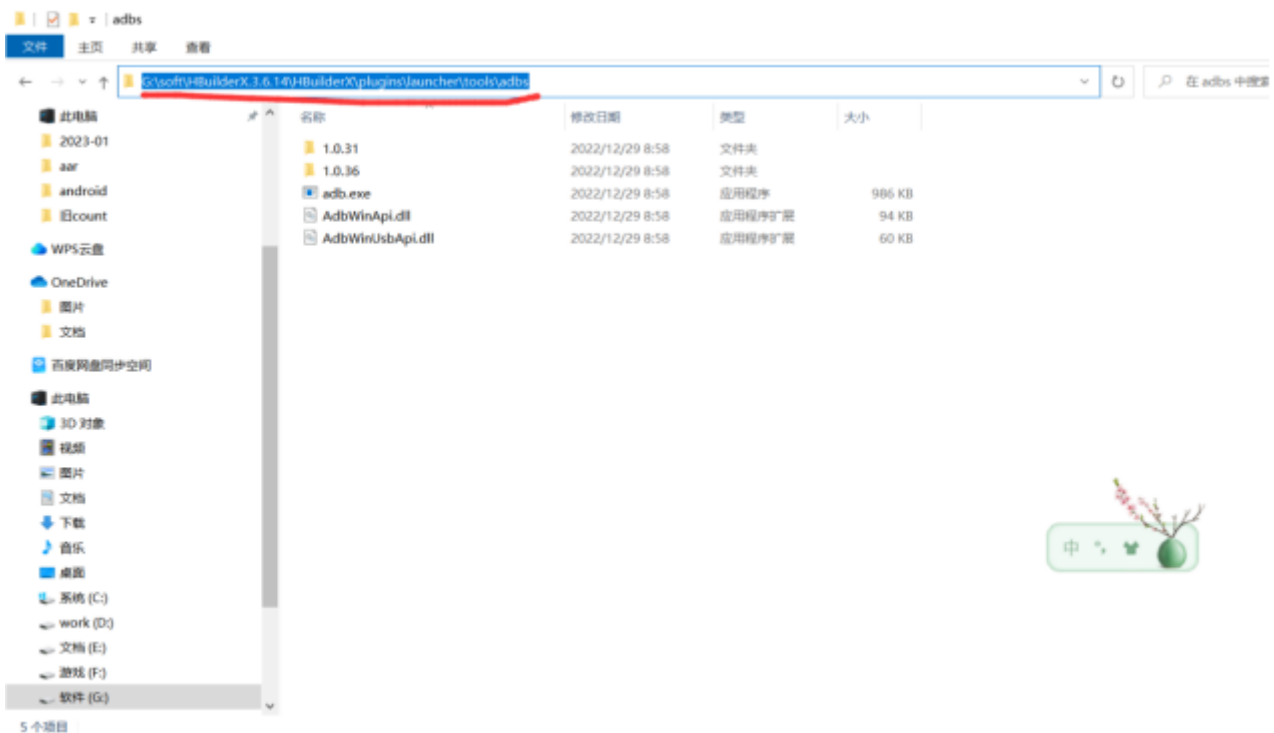 adbs
文件 主页 共享 查看
G:\soft\HBuilderX.3.6.14\HBuilderX\plugins\launcher\tools\adbs
在 adbs 中搜索
此电脑
2023-01
aar
android
旧count
WPS云盘
OneDrive
图片
文档
百度网盘同步空间
此电脑
3D 对象
视频
图片
文档
下载
音乐
桌面
系统 (C:)
work (D:)
文档 (E:)
游戏 (F:)
软件 (G:)
名称 修改日期 类型 大小
1.0.31 2022/12/29 8:58 文件夹
1.0.36 2022/12/29 8:58 文件夹
adb.exe 2022/12/29 8:58 应用程序 986 KB
AdbWinApi.dll 2022/12/29 8:58 应用程序扩展 94 KB
AdbWinUsbApi.dll 2022/12/29 8:58 应用程序扩展 60 KB
中 °,
5 个项目